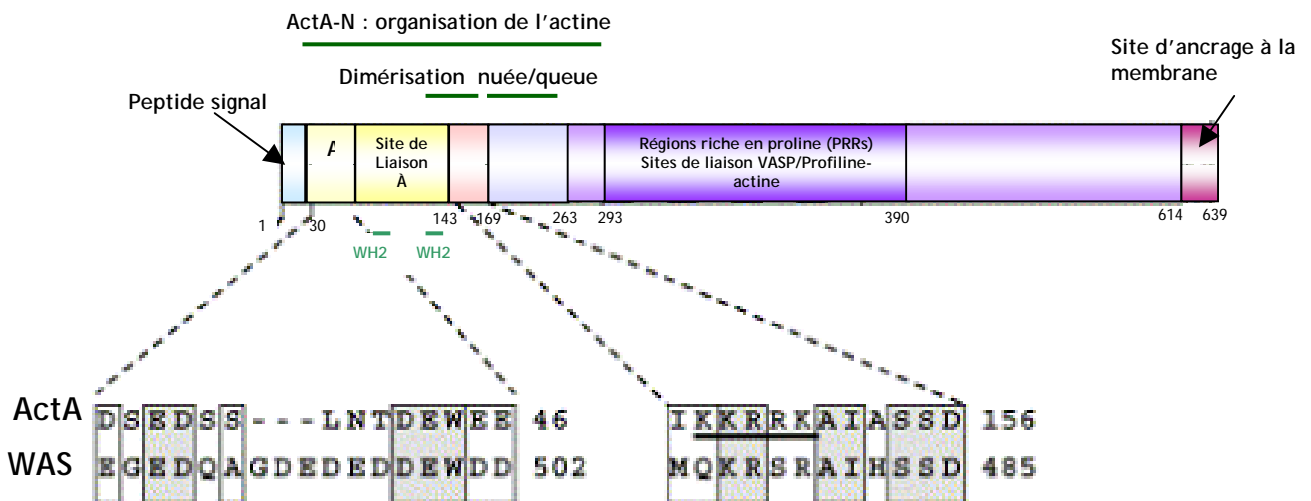 ActA-N : organisation de l'actine
Site d'ancrage à la
membrane
Dimérisation nuée/queue
Peptide signal
A
Site de
Liaison
À
Régions riche en proline (PRRs)
Sites de liaison VASP/Profiline-
actine
1 30 143 169 263 293 390 614 639
WH2 WH2
ActA DSEDSS---LNTDEWEE 46 IKKRRKAIASSD 156
WAS EGEDQAGDEDEDDEWDD 502 MQKRSRAIHSSD 485